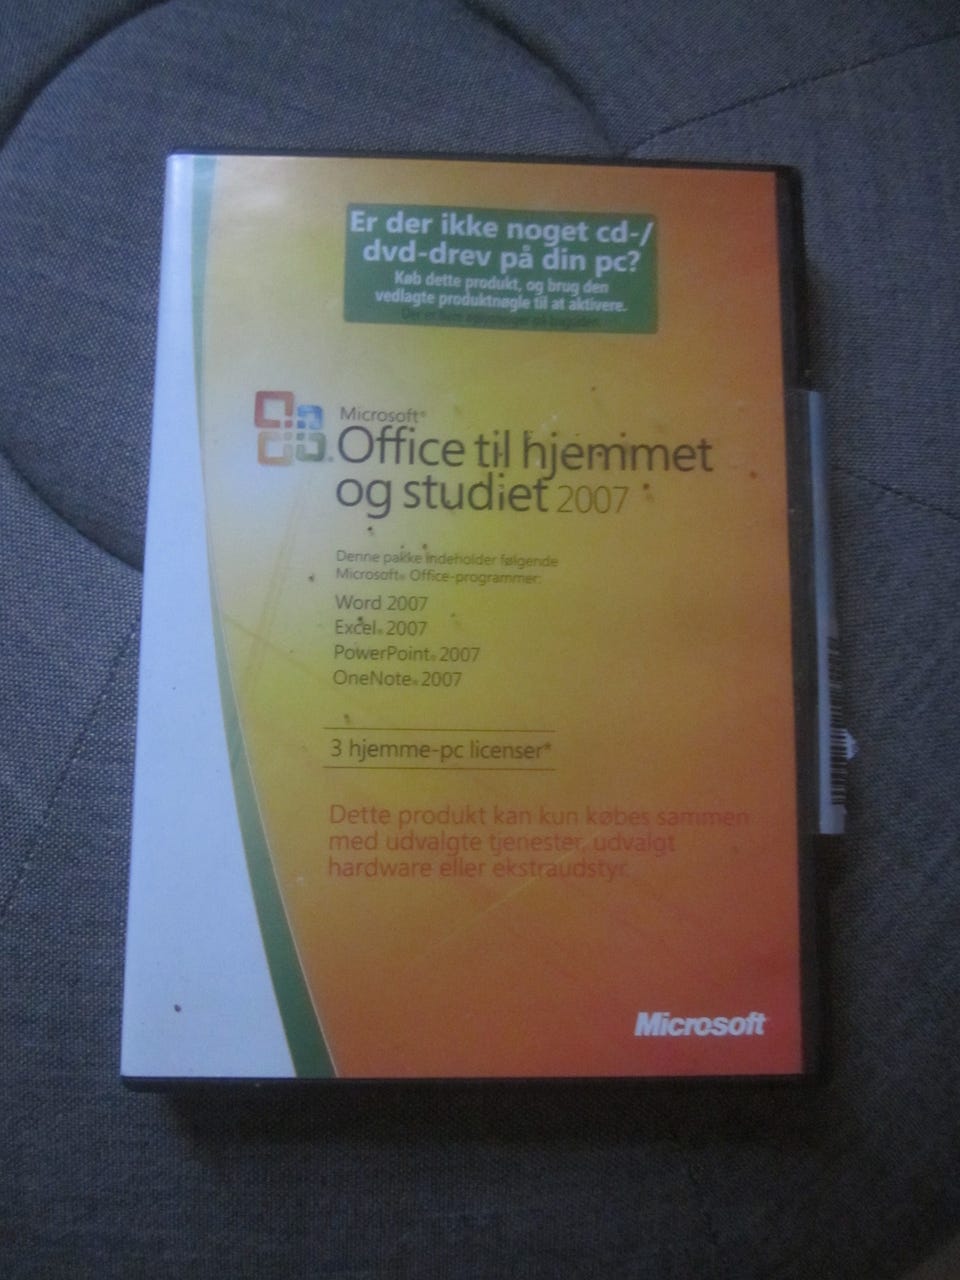 Er der ikke noget cd-/
dvd-drev på din pc?
Køb dette produkt, og brug den
vedlagte produktnøgle til at aktivere.
Microsoft®
Office til hjemmet
og studiet 2007
Denne pakke indeholder følgende
Microsoft® Office-programmer:
Word 2007
Excel® 2007
PowerPoint® 2007
OneNote® 2007
3 hjemme-pc licenser*
Dette produkt kan kun købes sammen
med udvalgte tjenester, udvalgt
hardware eller ekstraudstyr.
Microsoft